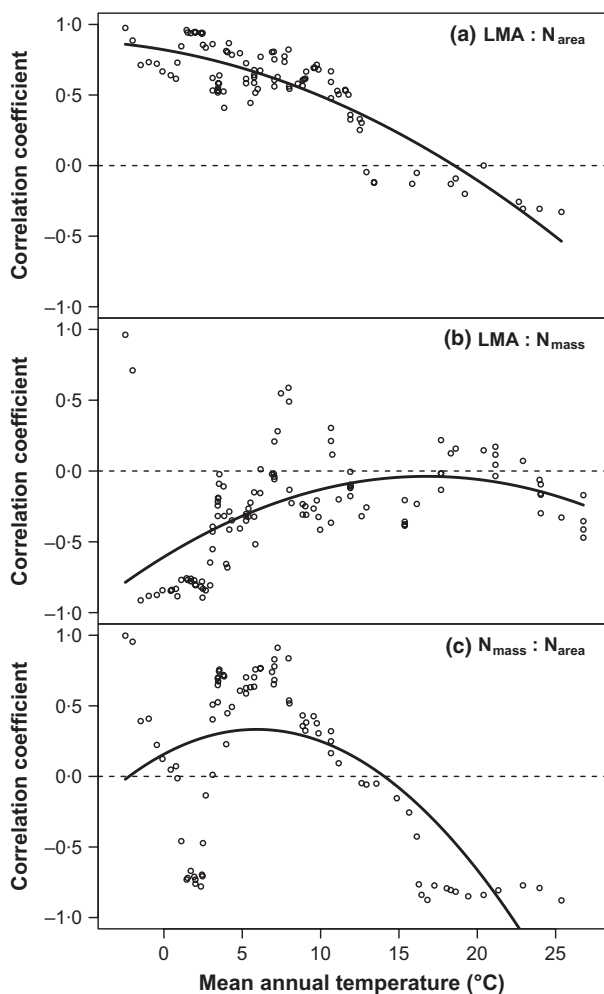 (a) LMA : Narea
Correlation coefficient
1·0
0·5
0·0
–0·5
–1·0
(b) LMA : Nmass
Correlation coefficient
1·0
0·5
0·0
–0·5
–1·0
(c) Nmass : Narea
Correlation coefficient
1·0
0·5
0·0
–0·5
–1·0
0 5 10 15 20 25
Mean annual temperature (°C)